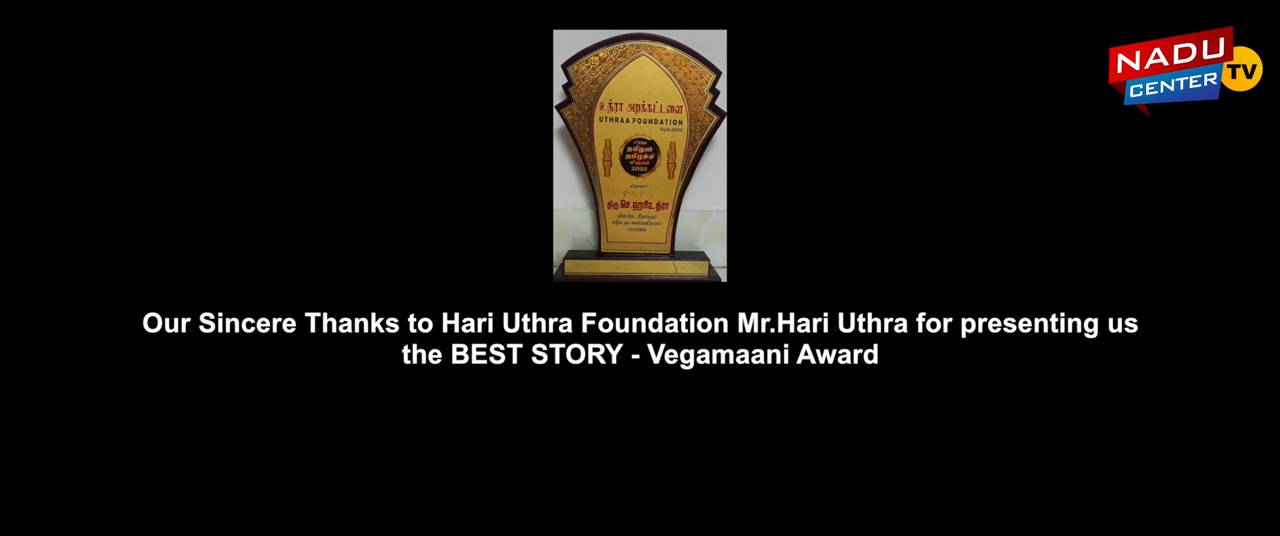 NADU
CENTER
TV
உத்ரா அறக்கட்டளை
UTHRAA FOUNDATION
2022
Our Sincere Thanks to Hari Uthra Foundation Mr.Hari Uthra for presenting us
the BEST STORY - Vegamaani Award